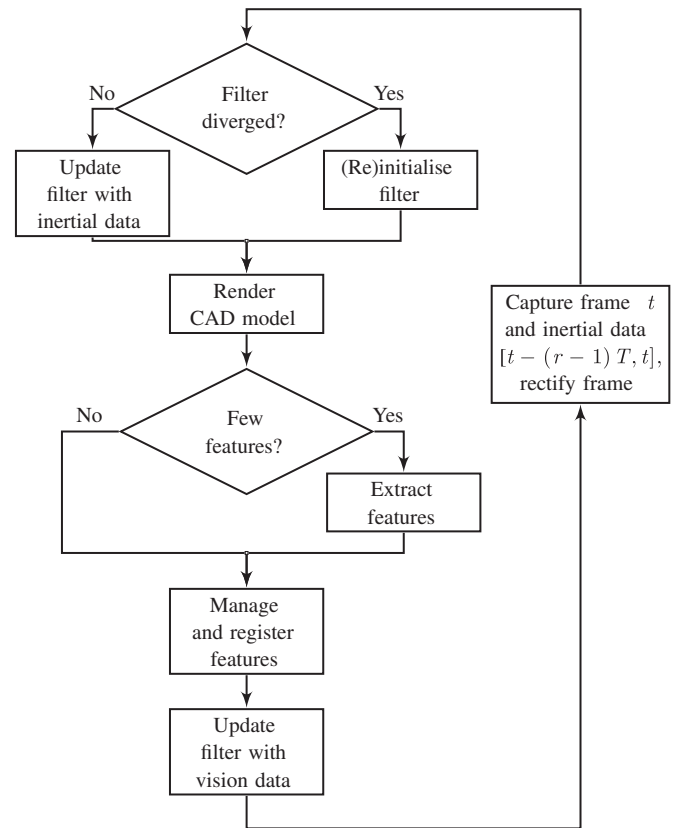 Filter
diverged?
No
Yes
Update
filter with
inertial data
(Re)initialise
filter
Render
CAD model
Few
features?
No
Yes
Extract
features
Manage
and register
features
Update
filter with
vision data
Capture frame t
and inertial data
[t − (r − 1) T, t],
rectify frame